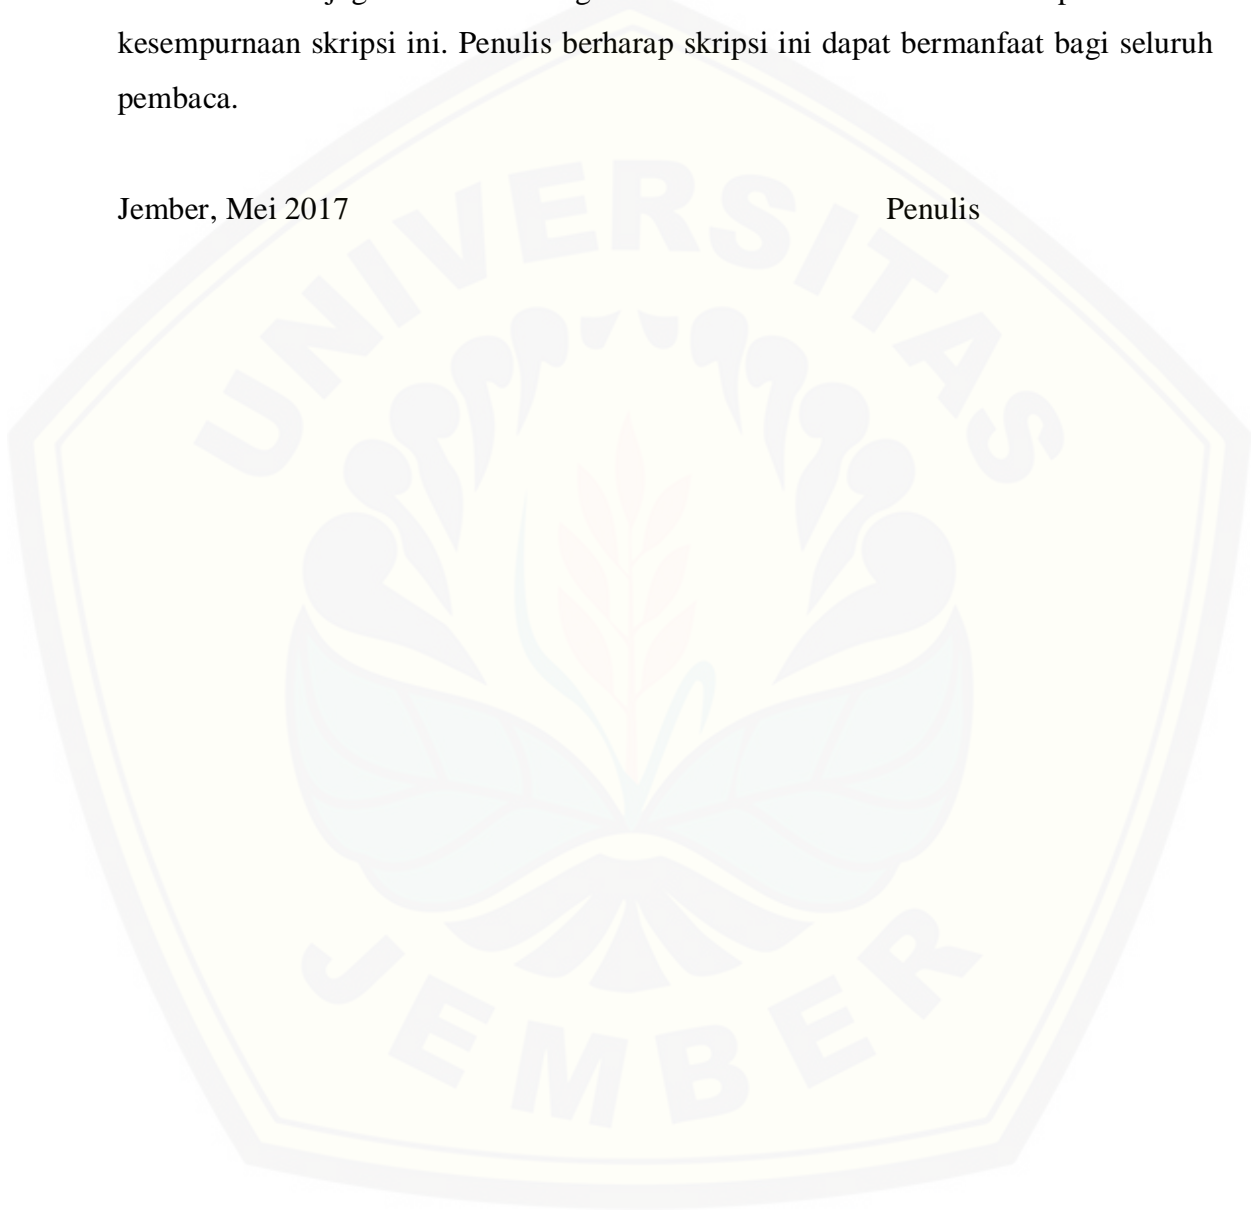 kesempurnaan skripsi ini. Penulis berharap skripsi ini dapat bermanfaat bagi seluruh
pembaca.
Jember, Mei 2017 Penulis
UNIVERSITAS
JEMBER